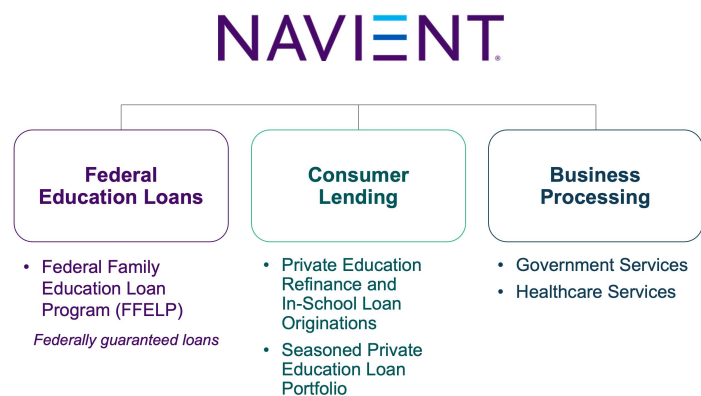 NAVIENT®
Federal
Education Loans
Consumer
Lending
Business
Processing
• Federal Family
Education Loan
Program (FFELP)
Federally guaranteed loans
• Private Education
Refinance and
In-School Loan
Originations
• Seasoned Private
Education Loan
Portfolio
• Government Services
• Healthcare Services